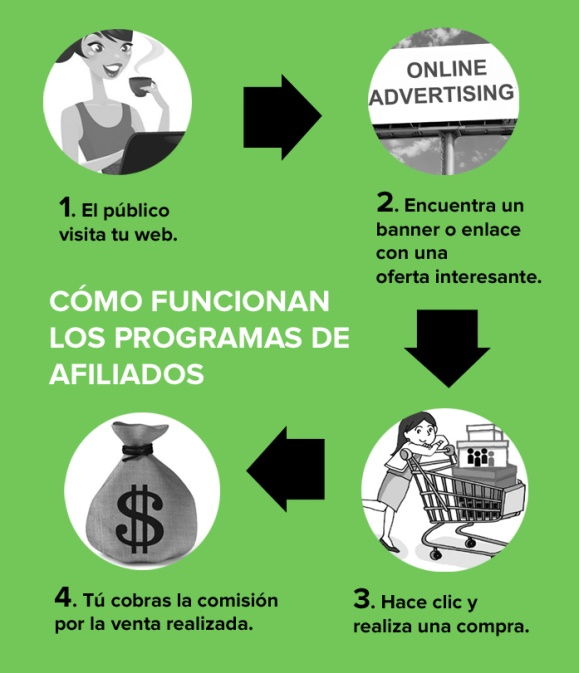 ONLINE
ADVERTISING
1. El público
visita tu web.
2. Encuentra un
banner o enlace
con una
oferta interesante.
CÓMO FUNCIONAN
LOS PROGRAMAS DE
AFILIADOS
$
4. Tú cobras la comisión
por la venta realizada.
3. Hace clic y
realiza una compra.